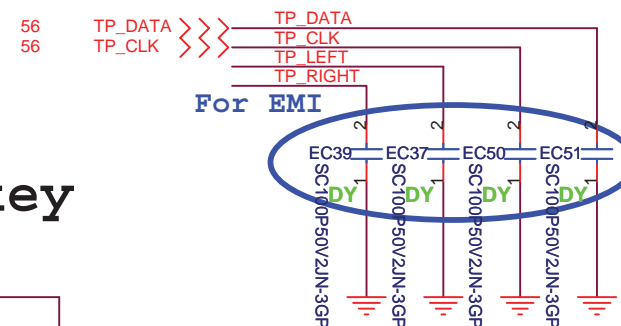 56 TP_DATA TP_DATA
56 TP_CLK TP_CLK
TP_LEFT
TP_RIGHT
For EMI
2 2 2 2
EC39 EC37 EC50 EC51
1 1 1 1
DY DY DY DY
SC100P50V2JN-3GP SC100P50V2JN-3GP SC100P50V2JN-3GP SC100P50V2JN-3GP
ey